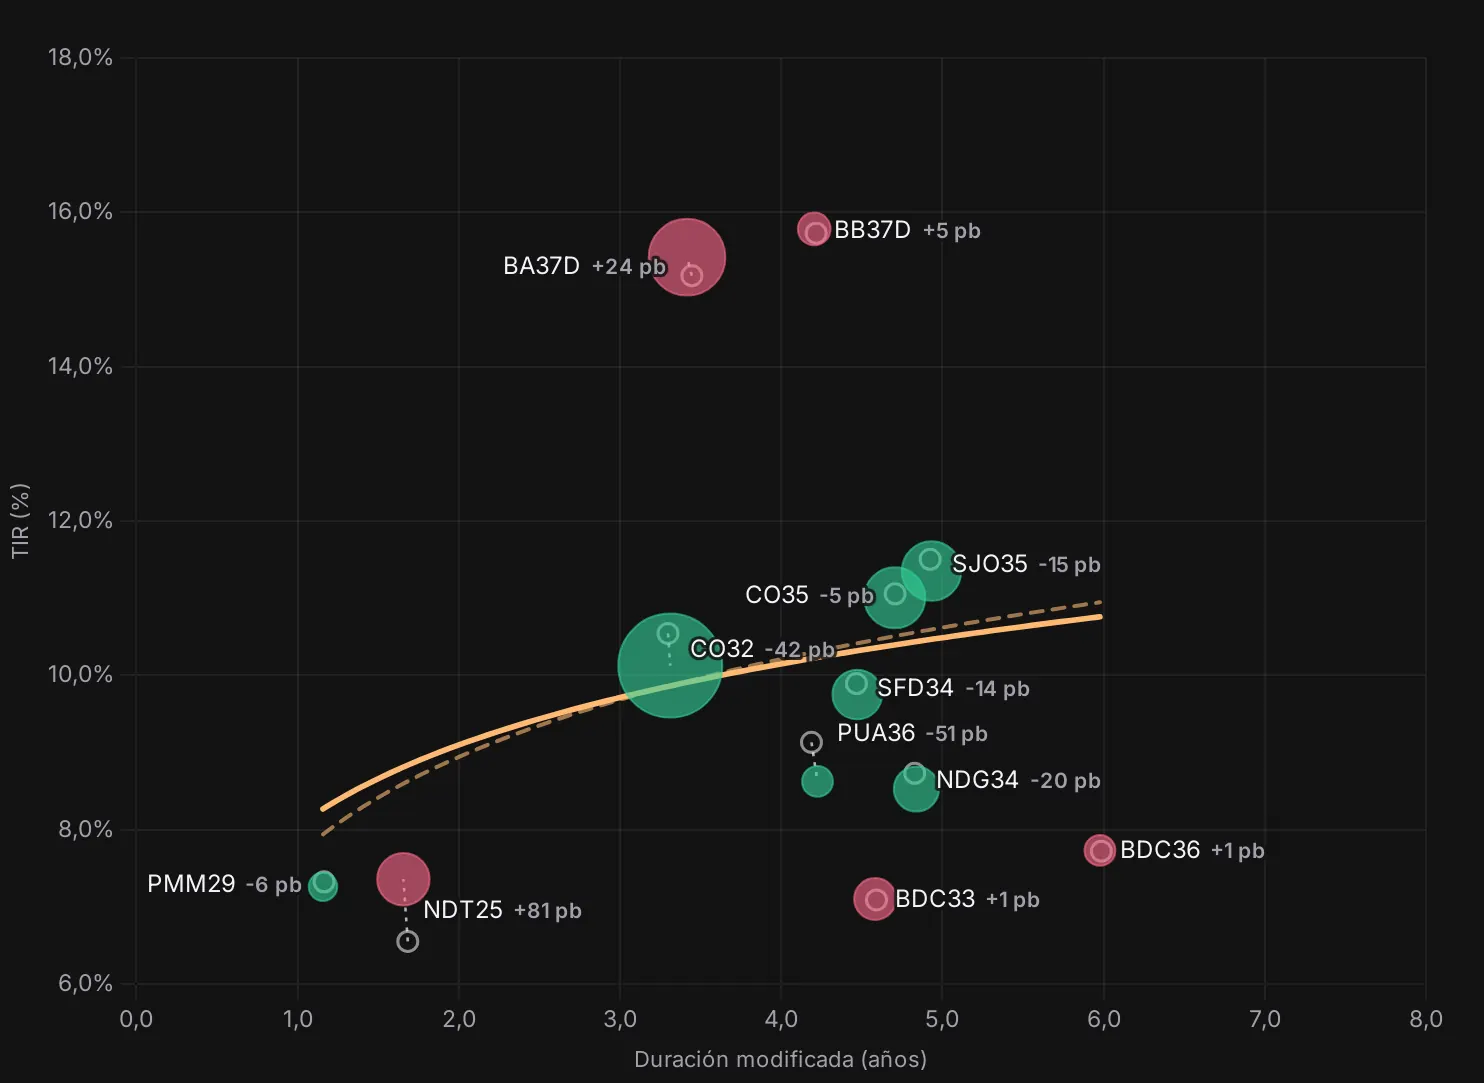 18,0%
16,0%
BB37D +5 pb
BA37D +24 pb
14,0%
12,0%
TIR (%)
SJO35 -15 pb
CO35 -5 pb
CO32 -42 pb
10,0%
SFD34 -14 pb
PUA36 -51 pb
NDG34 -20 pb
8,0%
BDC36 +1 pb
PMM29 -6 pb
BDC33 +1 pb
NDT25 +81 pb
6,0%
0,0 1,0 2,0 3,0 4,0 5,0 6,0 7,0 8,0
Duración modificada (años)